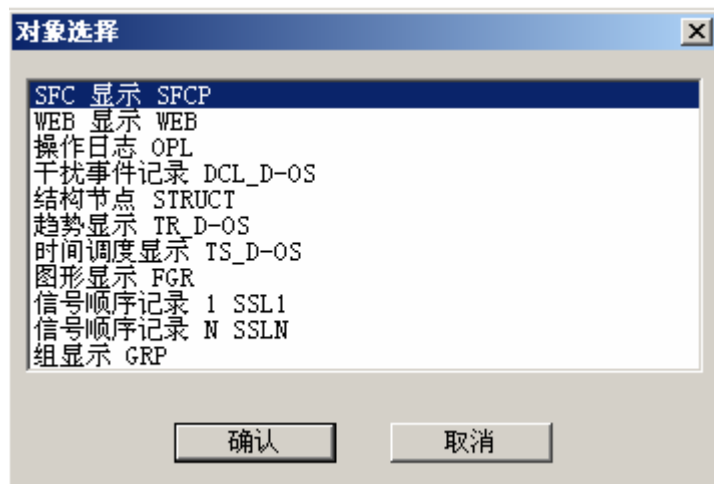 对象选择
SFC 显示 SFCP
WEB 显示 WEB
操作日志 OPL
干扰事件记录 DCL_D-OS
结构节点 STRUCT
趋势显示 TR_D-OS
时间调度显示 TS_D-OS
图形显示 FGR
信号顺序记录 1 SSL1
信号顺序记录 N SSLN
组显示 GRP
确认 取消